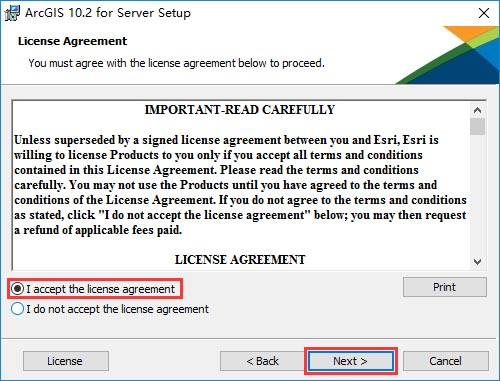 ArcGIS 10.2 for Server Setup
License Agreement
You must agree with the license agreement below to proceed.
IMPORTANT-READ CAREFULLY
Unless superseded by a signed license agreement between you and Esri, Esri is
willing to license Products to you only if you accept all terms and conditions
contained in this License Agreement. Please read the terms and conditions
carefully. You may not use the Products until you have agreed to the terms and
conditions of the License Agreement. If you do not agree to the terms and conditions
as stated, click "I do not accept the license agreement" below; you may then request
a refund of applicable fees paid.
LICENSE AGREEMENT
I accept the license agreement
Print
I do not accept the license agreement
License
< Back
Next >
Cancel